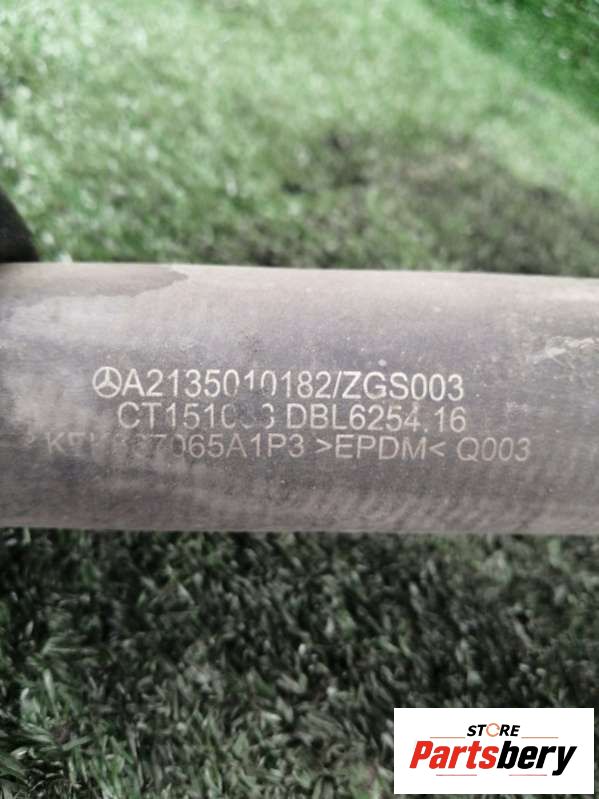 A2135010182/ZGS003
DBL6254.16
>EPDM< Q003
STORE
Partsbery